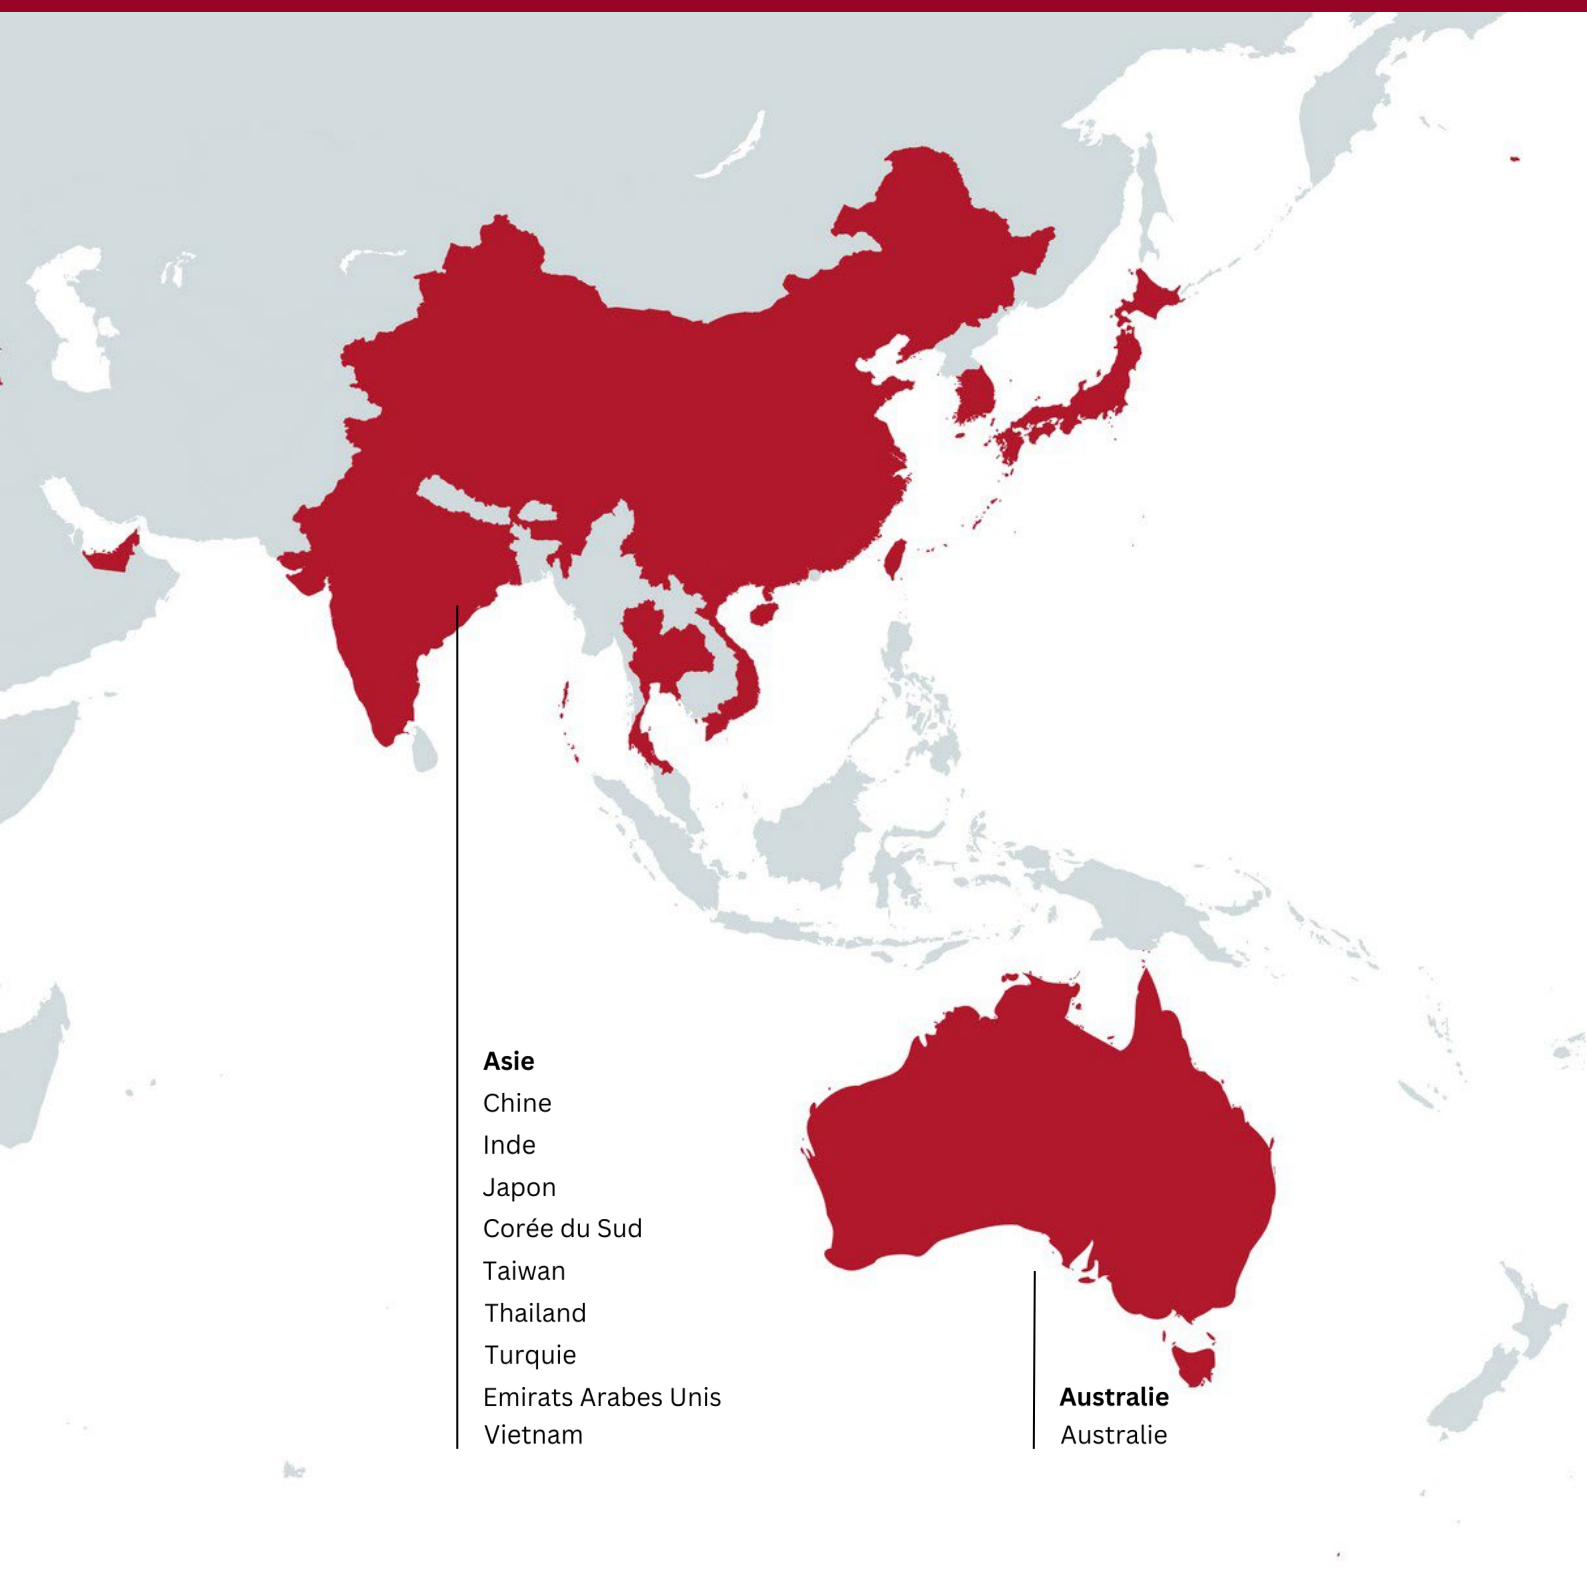 Asie
Chine
Inde
Japon
Corée du Sud
Taiwan
Thailand
Turquie
Emirats Arabes Unis
Vietnam
Australie
Australie